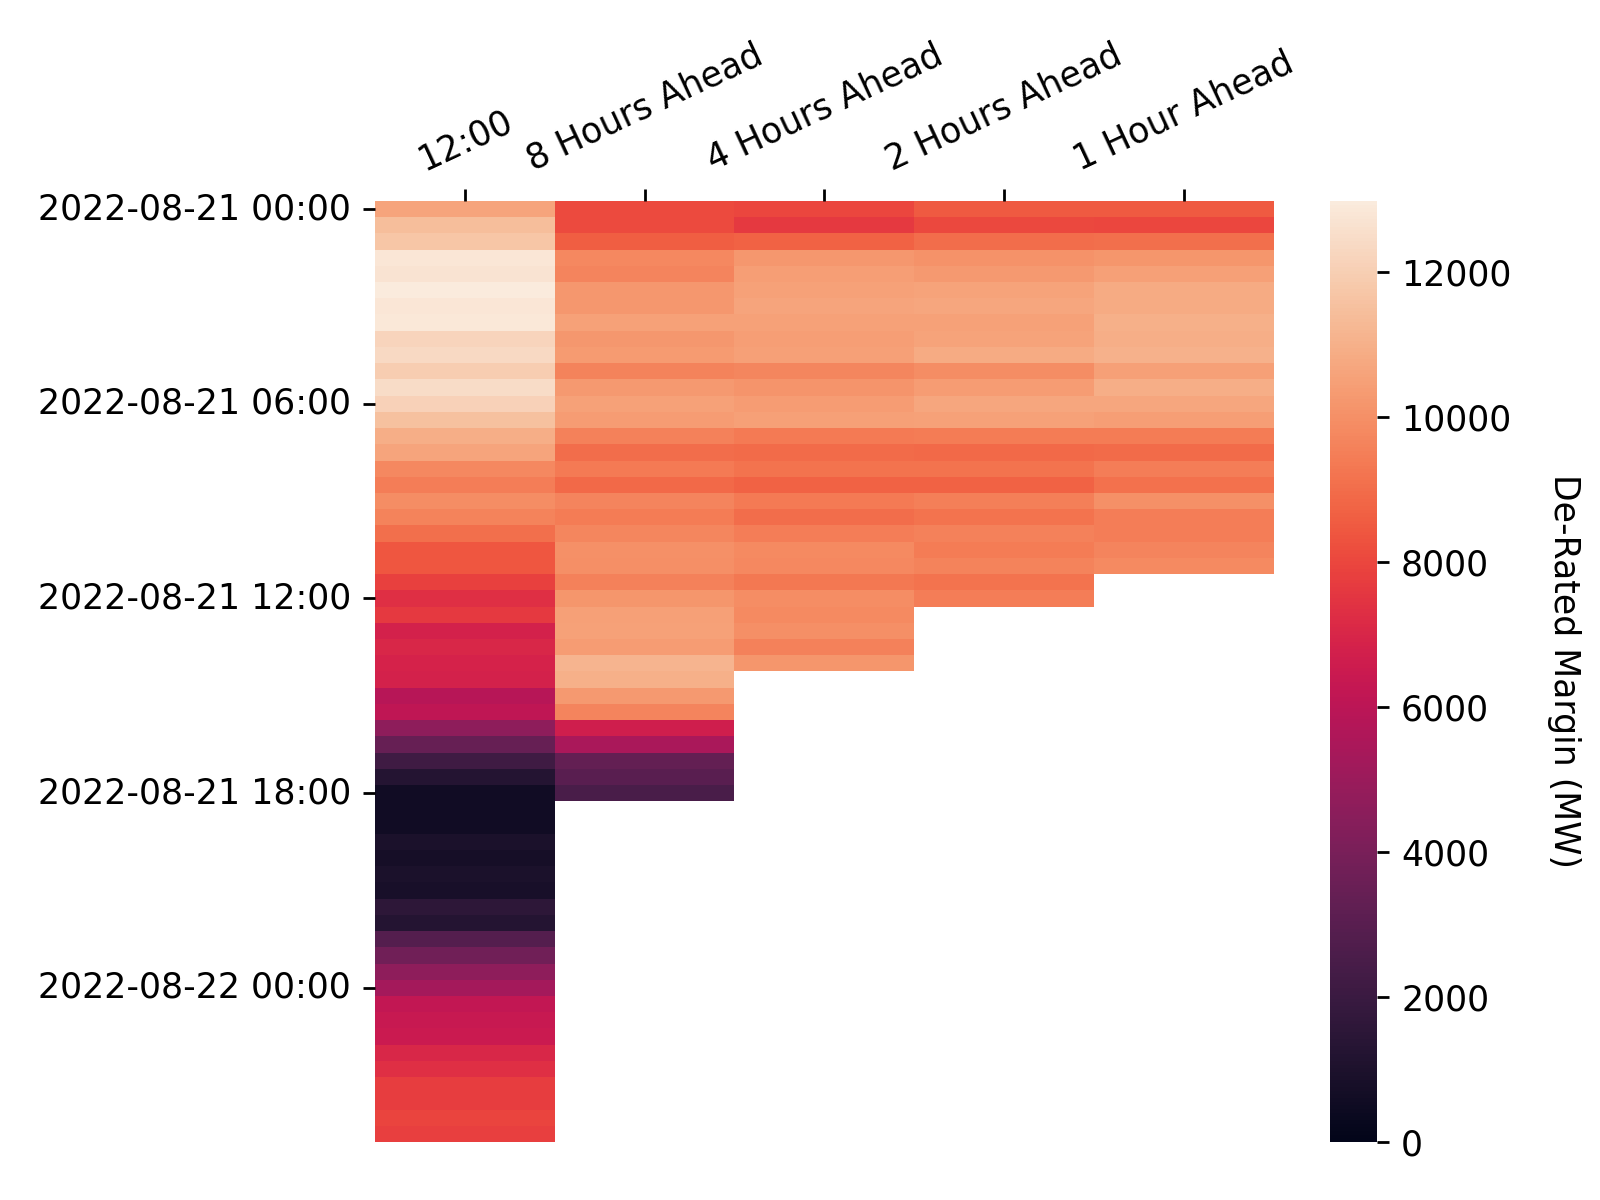 12:00
8 Hours Ahead
4 Hours Ahead
2 Hours Ahead
1 Hour Ahead
2022-08-21 00:00
2022-08-21 06:00
2022-08-21 12:00
2022-08-21 18:00
2022-08-22 00:00
12000
10000
8000
6000
4000
2000
0
De-Rated Margin (MW)